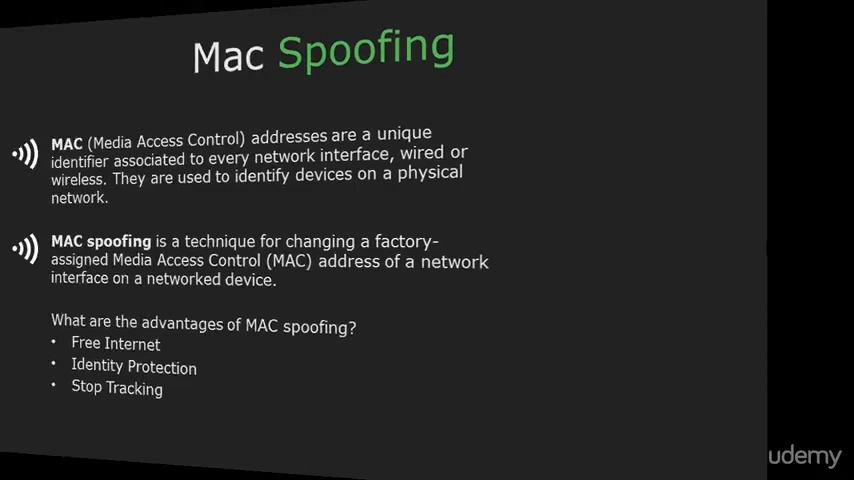 Mac Spoofing
MAC (Media Access Control) addresses are a unique
identifier associated to every network interface, wired or
wireless. They are used to identify devices on a physical
network.
MAC spoofing is a technique for changing a factory-
assigned Media Access Control (MAC) address of a network
interface on a networked device.
What are the advantages of MAC spoofing?
• Free Internet
• Identity Protection
• Stop Tracking
udemy